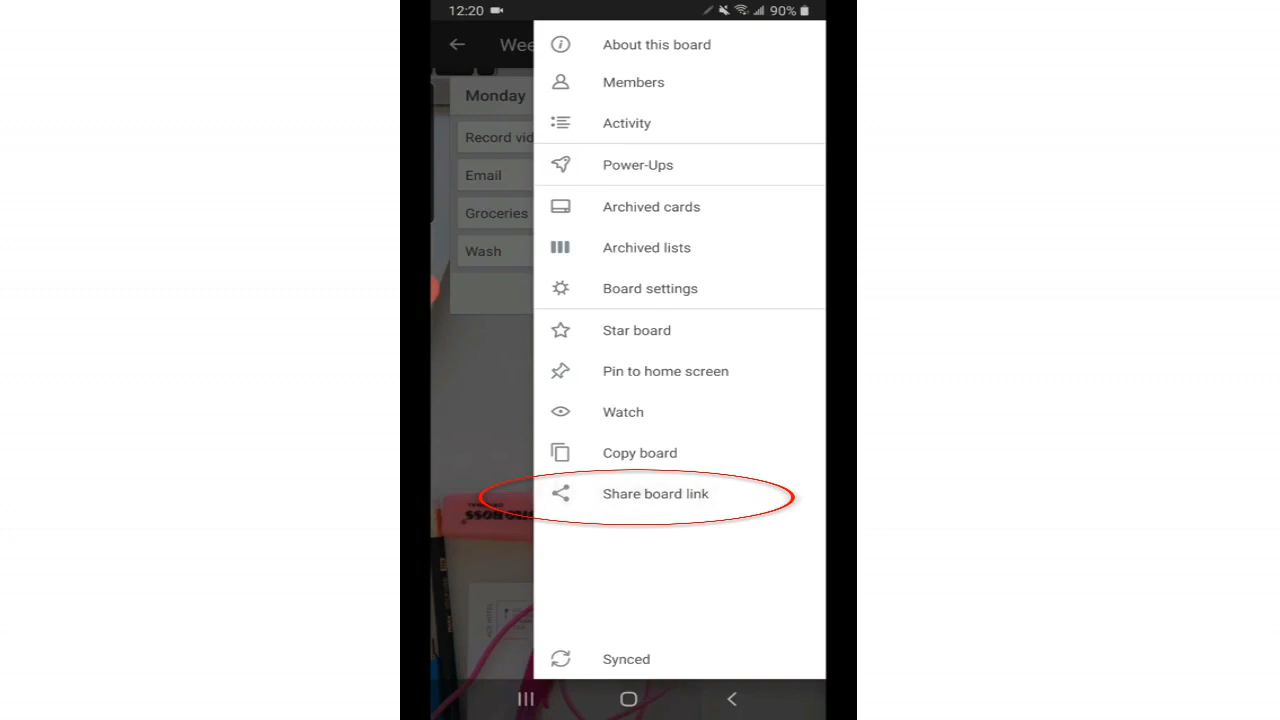 12:20
90%
Wee
About this board
Members
Activity
Power-Ups
Archived cards
Archived lists
Board settings
Star board
Pin to home screen
Watch
Copy board
Share board link
Synced
Monday
Record vid
Email
Groceries
Wash